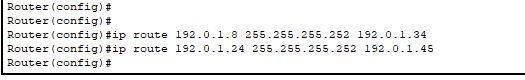 Router(config)#
Router(config)#
Router(config)#ip route 192.0.1.8 255.255.255.252 192.0.1.34
Router(config)#ip route 192.0.1.24 255.255.255.252 192.0.1.45
Router(config)#